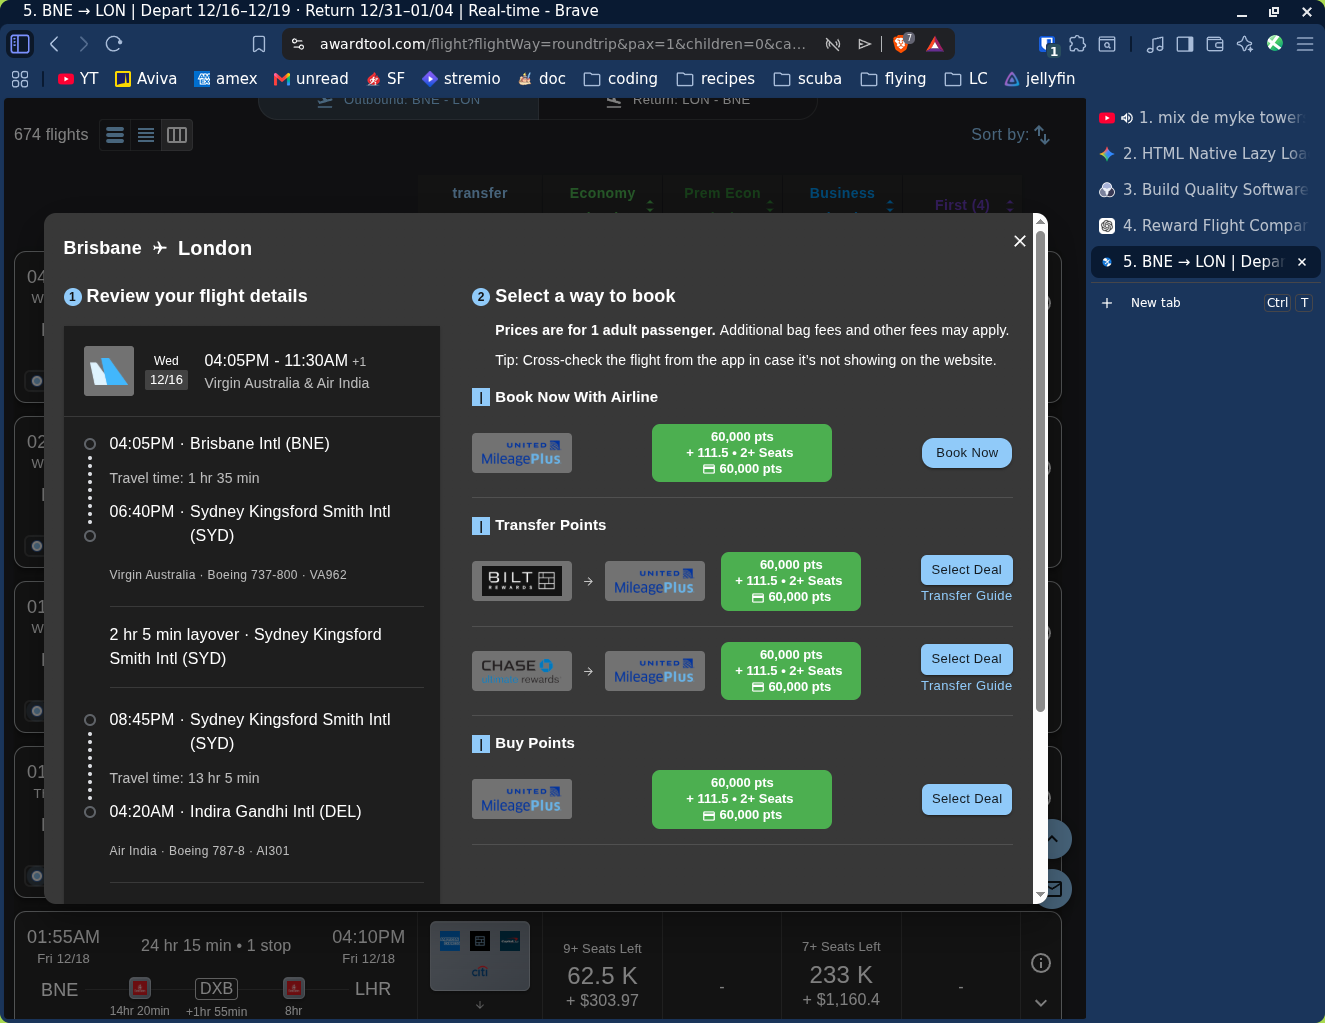 5. BNE → LON | Depart 12/16–12/19 · Return 12/31–01/04 | Real-time - Brave
awardtool.com/flight?flightWay=roundtrip&pax=1&children=0&ca...
7
1
YT
Aviva
amex
unread
SF
stremio
doc
coding
recipes
scuba
flying
LC
jellyfin
Outbound: BNE - LON
Return: LON - BNE
674 flights
Sort by:
transfer
Economy
Prem Econ
Business
First (4)
1. mix de myke tower
2. HTML Native Lazy Loa
3. Build Quality Software
4. Reward Flight Compar
5. BNE → LON | Depar
New tab
Ctrl
T
Brisbane
London
1 Review your flight details
Wed
12/16
04:05PM - 11:30AM +1
Virgin Australia & Air India
04:05PM · Brisbane Intl (BNE)
Travel time: 1 hr 35 min
06:40PM · Sydney Kingsford Smith Intl
(SYD)
Virgin Australia · Boeing 737-800 · VA962
2 hr 5 min layover · Sydney Kingsford
Smith Intl (SYD)
08:45PM · Sydney Kingsford Smith Intl
(SYD)
Travel time: 13 hr 5 min
04:20AM · Indira Gandhi Intl (DEL)
Air India · Boeing 787-8 · AI301
2 Select a way to book
Prices are for 1 adult passenger. Additional bag fees and other fees may apply.
Tip: Cross-check the flight from the app in case it's not showing on the website.
| Book Now With Airline
UNITED
MileagePlus
60,000 pts
+ 111.5 • 2+ Seats
60,000 pts
Book Now
| Transfer Points
BILT
REWARDS
→
UNITED
MileagePlus
60,000 pts
+ 111.5 • 2+ Seats
60,000 pts
Select Deal
Transfer Guide
CHASE
ultimate rewards
→
UNITED
MileagePlus
60,000 pts
+ 111.5 • 2+ Seats
60,000 pts
Select Deal
Transfer Guide
| Buy Points
UNITED
MileagePlus
60,000 pts
+ 111.5 • 2+ Seats
60,000 pts
Select Deal
01:55AM
Fri 12/18
24 hr 15 min • 1 stop
04:10PM
Fri 12/18
BNE
DXB
LHR
14hr 20min
+1hr 55min
8hr
citi
9+ Seats Left
62.5 K
+ $303.97
-
7+ Seats Left
233 K
+ $1,160.4
-